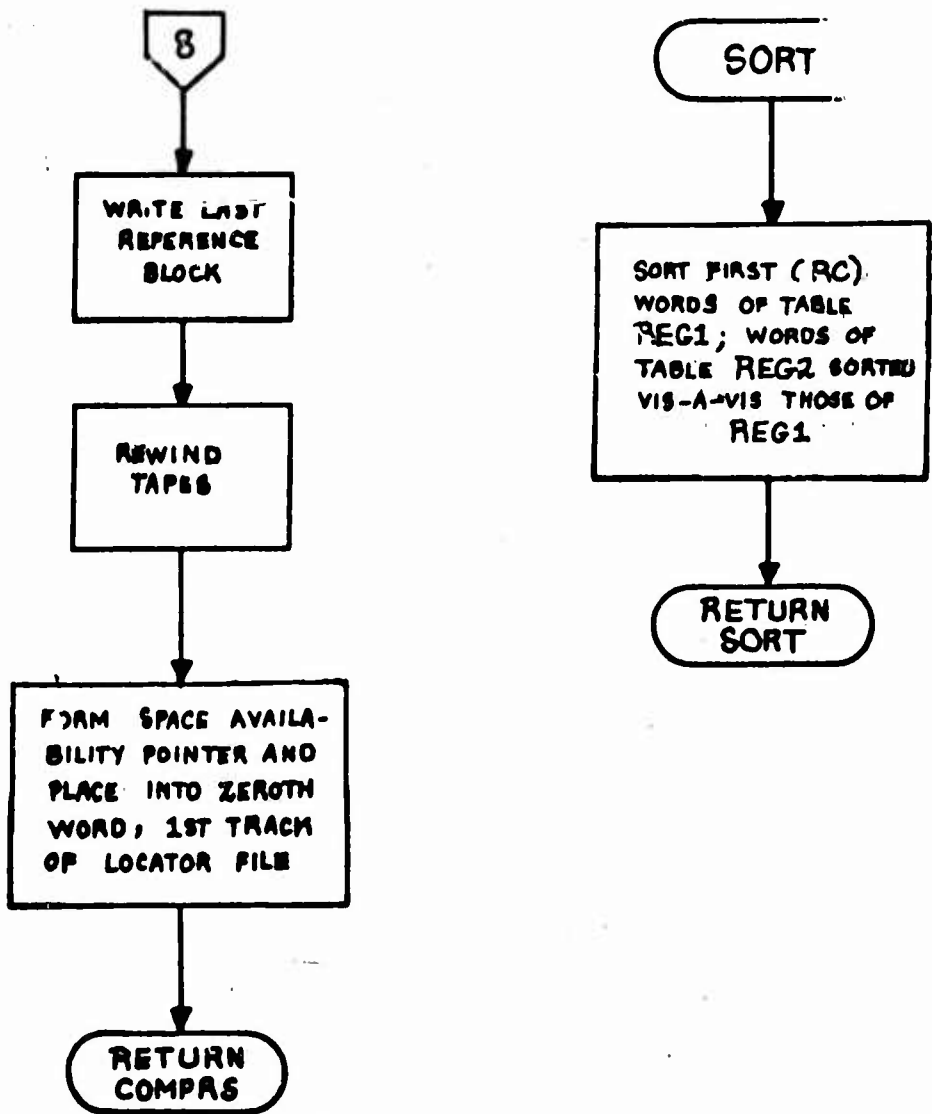 8
WRITE LAST
REFERENCE
BLOCK
REWIND
TAPES
FORM SPACE AVAILA-
BILITY POINTER AND
PLACE INTO ZEROTH
WORD, 1ST TRACK
OF LOCATOR FILE
RETURN
COMPRS
SORT
SORT FIRST (RC)
WORDS OF TABLE
REG1; WORDS OF
TABLE REG2 SORTED
VIS-A-VIS THOSE OF
REG1
RETURN
SORT